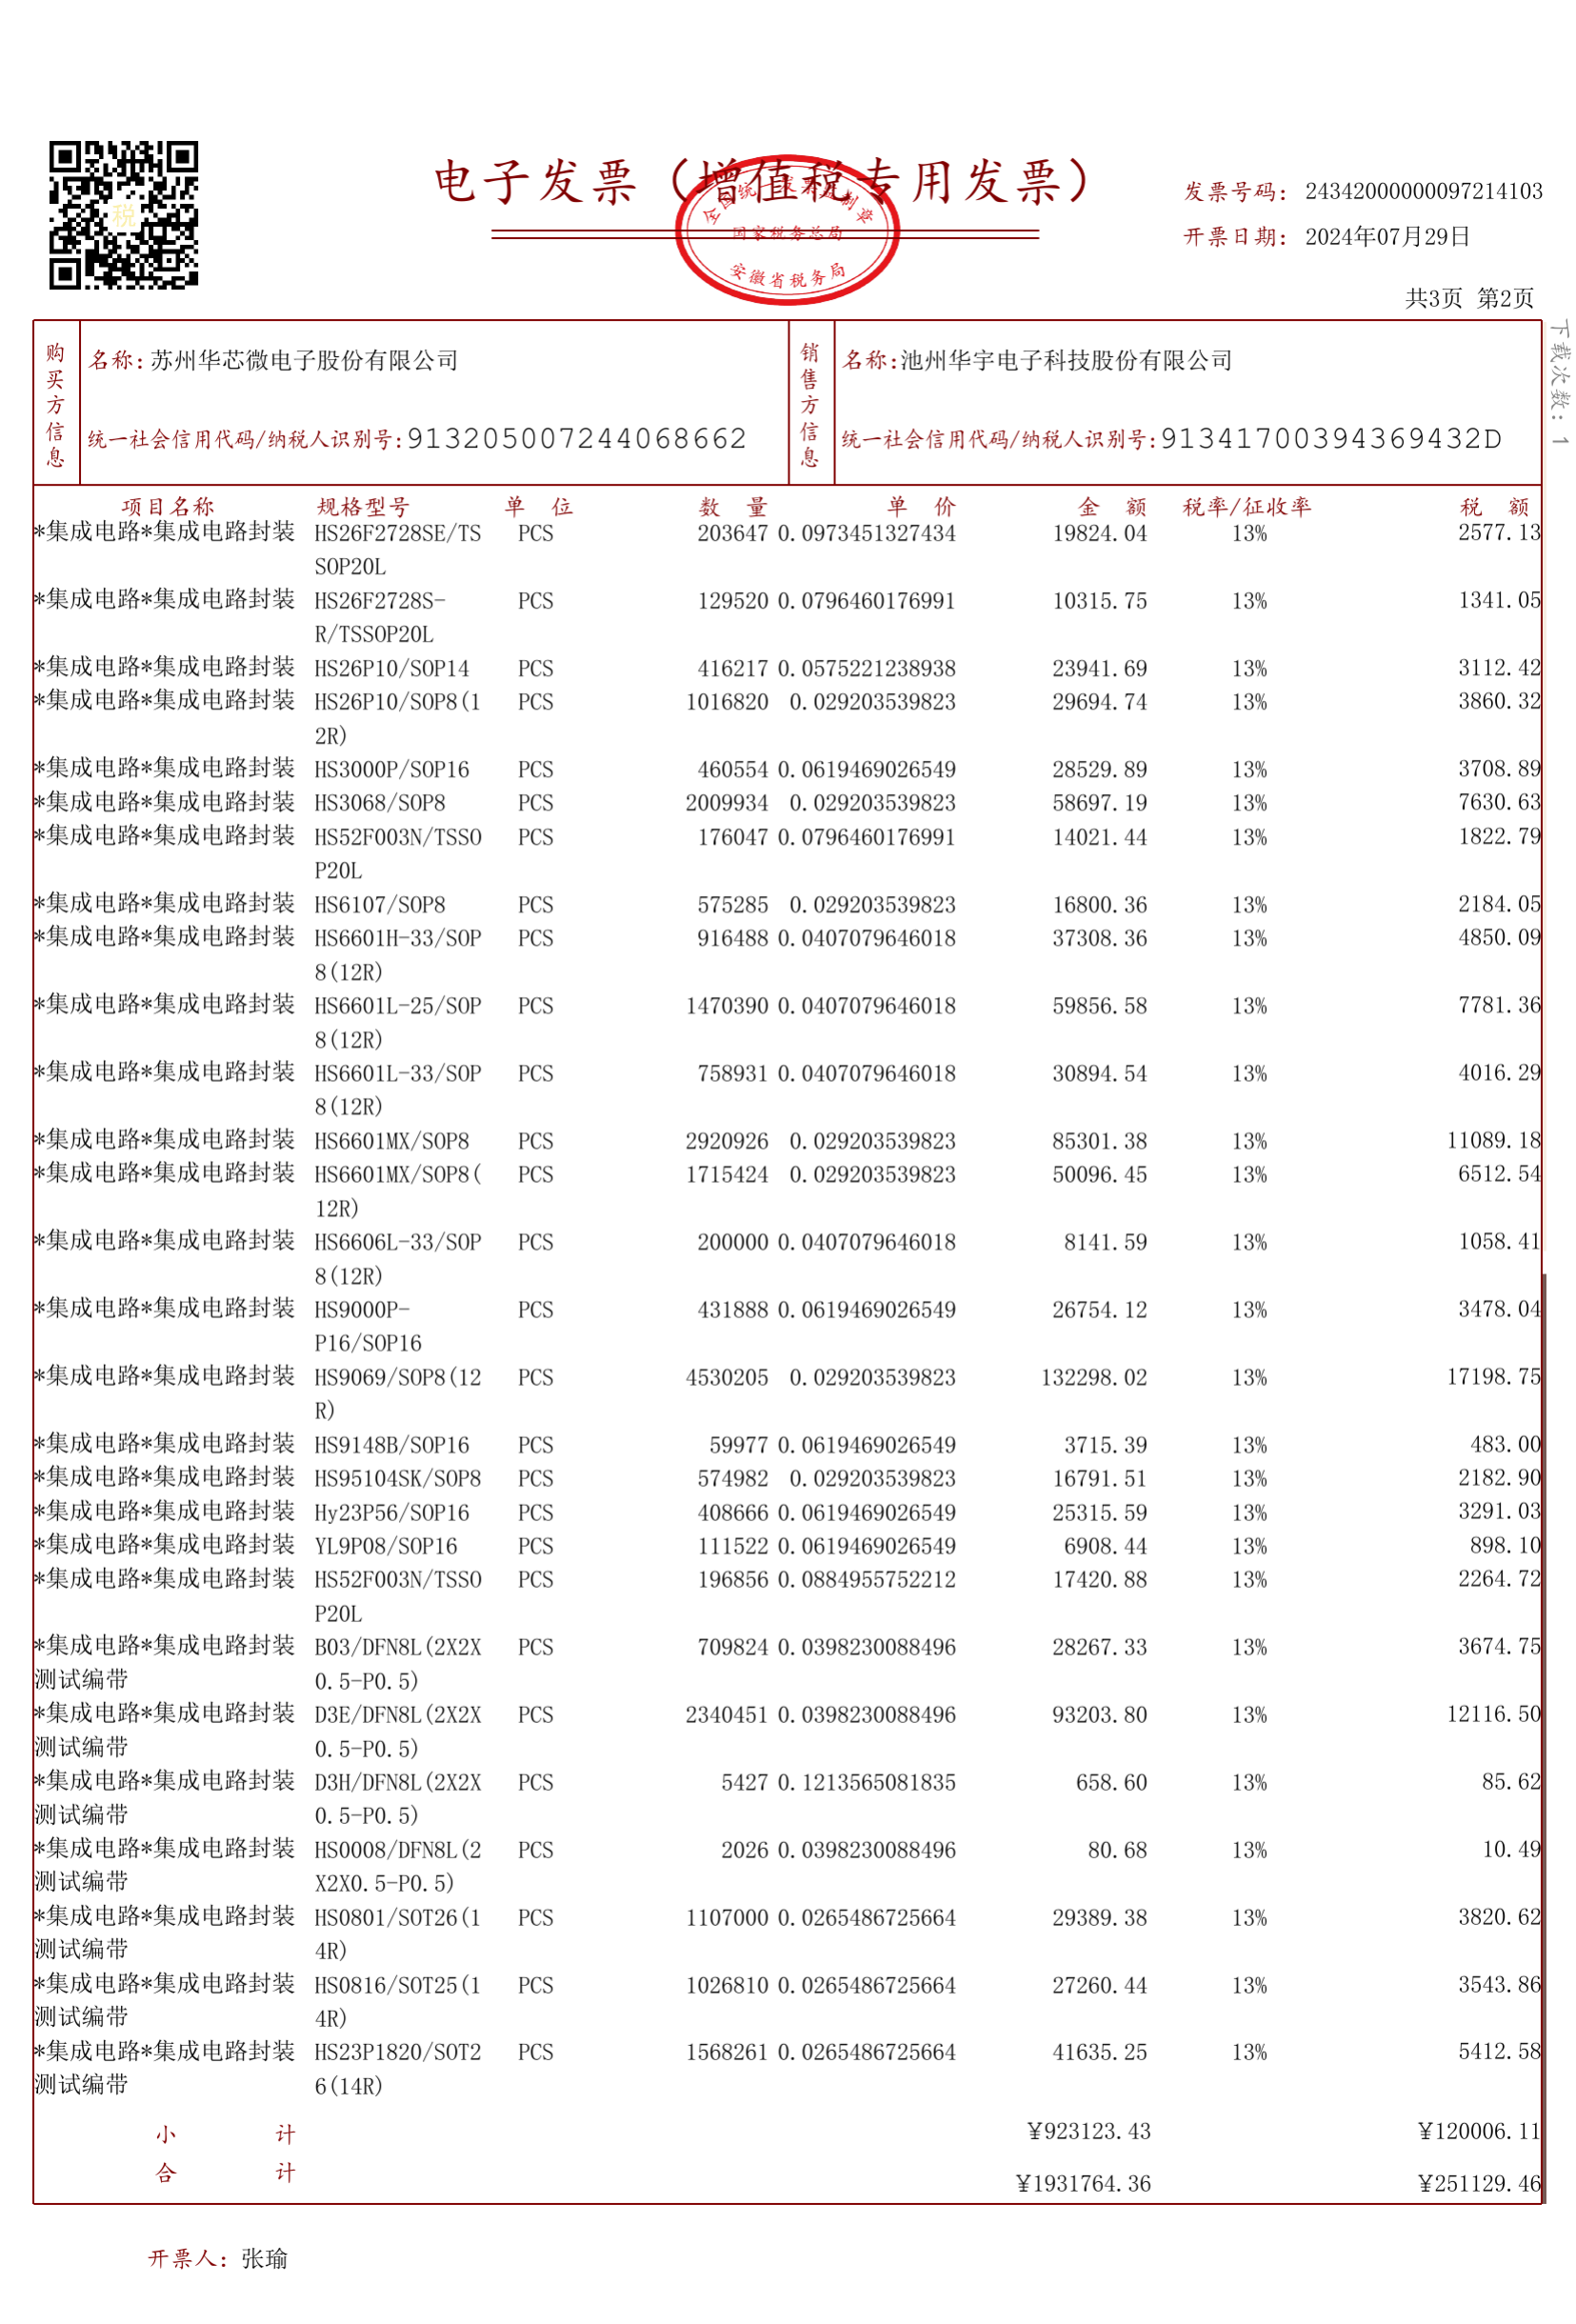 电子发票（增值税专用发票）
全国统一发票监制章
国家税务总局
安徽省税务局
税
发票号码：24342000000097214103
开票日期：2024年07月29日
共3页 第2页
下载次数：1
购买方信息
名称：苏州华芯微电子股份有限公司
统一社会信用代码/纳税人识别号：913205007244068662
销售方信息
名称：池州华宇电子科技股份有限公司
统一社会信用代码/纳税人识别号：91341700394369432D
项目名称 规格型号 单 位 数 量 单 价 金 额 税率/征收率 税 额
*集成电路*集成电路封装 HS26F2728SE/TS PCS 203647 0.0973451327434 19824.04 13% 2577.13
SOP20L
*集成电路*集成电路封装 HS26F2728S- PCS 129520 0.0796460176991 10315.75 13% 1341.05
R/TSSOP20L
*集成电路*集成电路封装 HS26P10/SOP14 PCS 416217 0.0575221238938 23941.69 13% 3112.42
*集成电路*集成电路封装 HS26P10/SOP8(1 PCS 1016820 0.029203539823 29694.74 13% 3860.32
2R)
*集成电路*集成电路封装 HS3000P/SOP16 PCS 460554 0.0619469026549 28529.89 13% 3708.89
*集成电路*集成电路封装 HS3068/SOP8 PCS 2009934 0.029203539823 58697.19 13% 7630.63
*集成电路*集成电路封装 HS52F003N/TSSO PCS 176047 0.0796460176991 14021.44 13% 1822.79
P20L
*集成电路*集成电路封装 HS6107/SOP8 PCS 575285 0.029203539823 16800.36 13% 2184.05
*集成电路*集成电路封装 HS6601H-33/SOP PCS 916488 0.0407079646018 37308.36 13% 4850.09
8(12R)
*集成电路*集成电路封装 HS6601L-25/SOP PCS 1470390 0.0407079646018 59856.58 13% 7781.36
8(12R)
*集成电路*集成电路封装 HS6601L-33/SOP PCS 758931 0.0407079646018 30894.54 13% 4016.29
8(12R)
*集成电路*集成电路封装 HS6601MX/SOP8 PCS 2920926 0.029203539823 85301.38 13% 11089.18
*集成电路*集成电路封装 HS6601MX/SOP8( PCS 1715424 0.029203539823 50096.45 13% 6512.54
12R)
*集成电路*集成电路封装 HS6606L-33/SOP PCS 200000 0.0407079646018 8141.59 13% 1058.41
8(12R)
*集成电路*集成电路封装 HS9000P- PCS 431888 0.0619469026549 26754.12 13% 3478.04
P16/SOP16
*集成电路*集成电路封装 HS9069/SOP8(12 PCS 4530205 0.029203539823 132298.02 13% 17198.75
R)
*集成电路*集成电路封装 HS9148B/SOP16 PCS 59977 0.0619469026549 3715.39 13% 483.00
*集成电路*集成电路封装 HS95104SK/SOP8 PCS 574982 0.029203539823 16791.51 13% 2182.90
*集成电路*集成电路封装 Hy23P56/SOP16 PCS 408666 0.0619469026549 25315.59 13% 3291.03
*集成电路*集成电路封装 YL9P08/SOP16 PCS 111522 0.0619469026549 6908.44 13% 898.10
*集成电路*集成电路封装 HS52F003N/TSSO PCS 196856 0.0884955752212 17420.88 13% 2264.72
P20L
*集成电路*集成电路封装 B03/DFN8L(2X2X PCS 709824 0.0398230088496 28267.33 13% 3674.75
测试编带 0.5-P0.5)
*集成电路*集成电路封装 D3E/DFN8L(2X2X PCS 2340451 0.0398230088496 93203.80 13% 12116.50
测试编带 0.5-P0.5)
*集成电路*集成电路封装 D3H/DFN8L(2X2X PCS 5427 0.1213565081835 658.60 13% 85.62
测试编带 0.5-P0.5)
*集成电路*集成电路封装 HS0008/DFN8L(2 PCS 2026 0.0398230088496 80.68 13% 10.49
测试编带 X2X0.5-P0.5)
*集成电路*集成电路封装 HS0801/SOT26(1 PCS 1107000 0.0265486725664 29389.38 13% 3820.62
测试编带 4R)
*集成电路*集成电路封装 HS0816/SOT25(1 PCS 1026810 0.0265486725664 27260.44 13% 3543.86
测试编带 4R)
*集成电路*集成电路封装 HS23P1820/SOT2 PCS 1568261 0.0265486725664 41635.25 13% 5412.58
测试编带 6(14R)
小 计 ¥923123.43 ¥120006.11
合 计 ¥1931764.36 ¥251129.46
开票人：张瑜